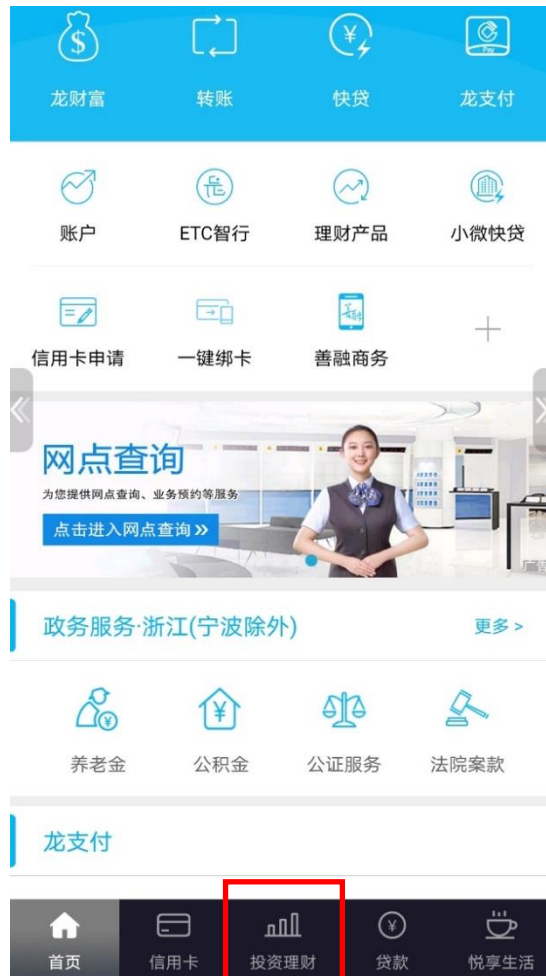 龙财富 转账 快贷 龙支付
账户 ETC智行 理财产品 小微快贷
信用卡申请 一键绑卡 善融商务
网点查询
为您提供网点查询、业务预约等服务
点击进入网点查询 »
广告
政务服务·浙江(宁波除外) 更多 >
养老金 公积金 公证服务 法院案款
龙支付
首页 信用卡 投资理财 贷款 悦享生活